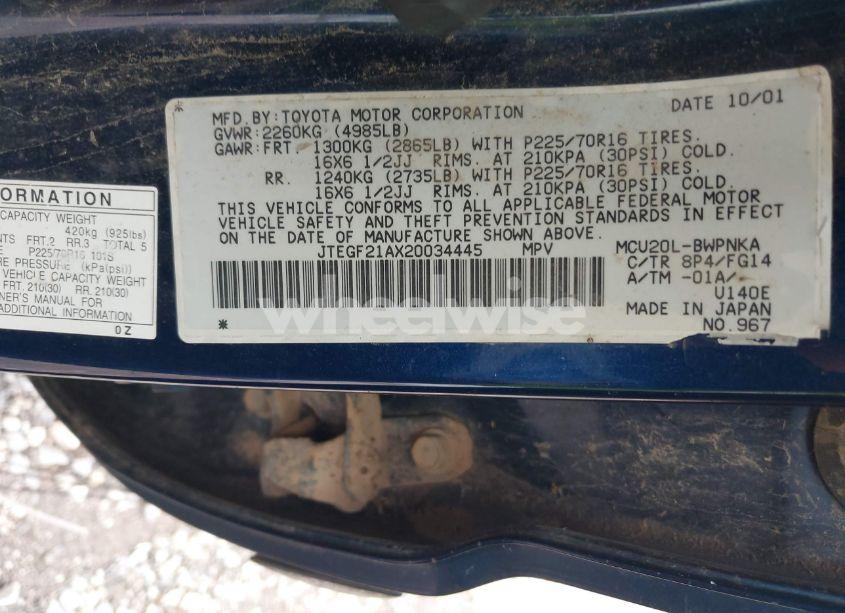 MFD.BY:TOYOTA MOTOR CORPORATION DATE 10/01
GVWR:2260KG (4985LB)
GAWR:FRT. 1300KG (2865LB) WITH P225/70R16 TIRES.
16X6 1/2JJ RIMS. AT 210KPA (30PSI) COLD.
RR. 1240KG (2735LB) WITH P225/70R16 TIRES.
16X6 1/2JJ RIMS. AT 210KPA (30PSI) COLD.
THIS VEHICLE CONFORMS TO ALL APPLICABLE FEDERAL MOTOR
VEHICLE SAFETY AND THEFT PREVENTION STANDARDS IN EFFECT
ON THE DATE OF MANUFACTURE SHOWN ABOVE.
JTEGF21AX20034445 MPV MCU20L-BWPNKA
C/TR 8P4/FG14
A/TM -01A/
U140E
MADE IN JAPAN
NO.967
* *
ORMATION
CAPACITY WEIGHT
420kg (925lbs)
NTS FRT.2 RR.3 TOTAL 5
E P225/70R16 101S
RE PRESSURE (kPa(psi))
VEHICLE CAPACITY WEIGHT
FRT. 210(30) RR. 210(30)
NER'S MANUAL FOR
ADDITIONAL INFORMATION
0Z
wheelwise